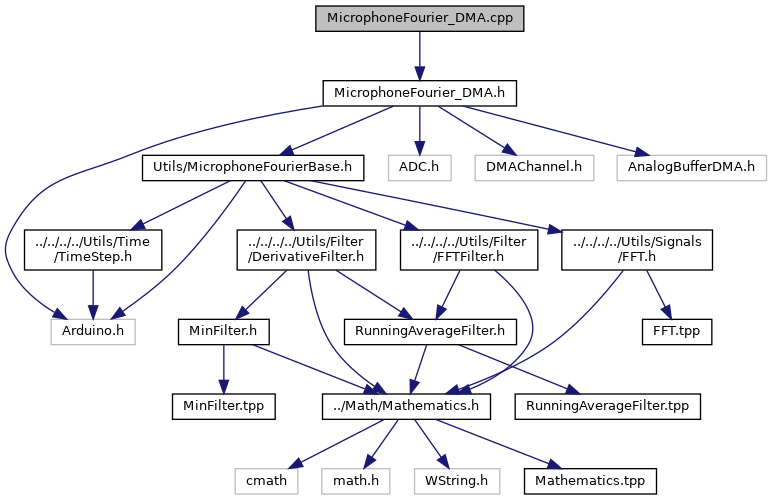 MicrophoneFourier_DMA.cpp
MicrophoneFourier_DMA.h
Utils/MicrophoneFourierBase.h
ADC.h
DMAChannel.h
AnalogBufferDMA.h
../../../../Utils/Time
/TimeStep.h
../../../../Utils/Filter
/DerivativeFilter.h
../../../../Utils/Filter
/FFTFilter.h
../../../../Utils/Signals
/FFT.h
Arduino.h
MinFilter.h
RunningAverageFilter.h
FFT.tpp
MinFilter.tpp
../Math/Mathematics.h
RunningAverageFilter.tpp
cmath
math.h
WString.h
Mathematics.tpp